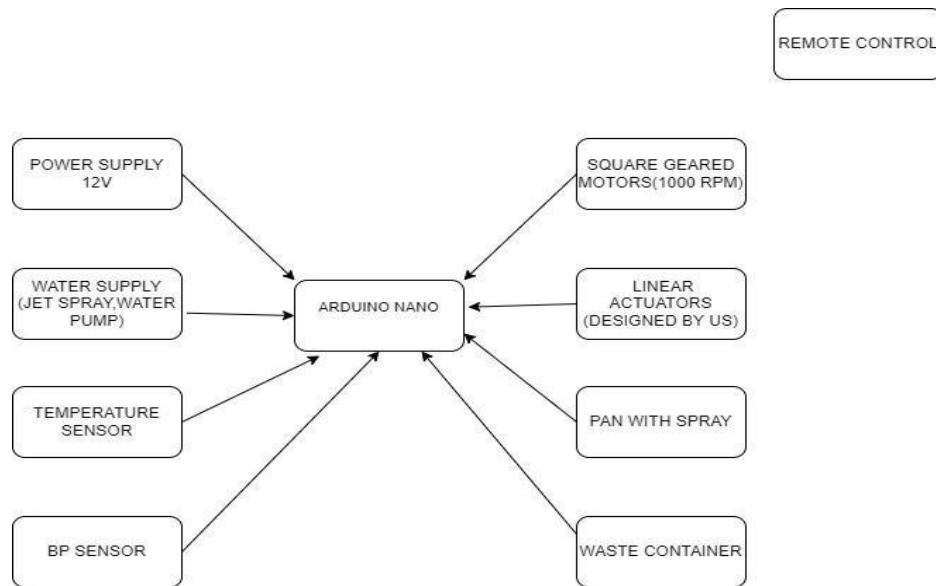 REMOTE CONTROL
POWER SUPPLY
12V
SQUARE GEARED
MOTORS(1000 RPM)
WATER SUPPLY
(JET SPRAY,WATER
PUMP)
ARDUINO NANO
LINEAR
ACTUATORS
(DESIGNED BY US)
TEMPERATURE
SENSOR
PAN WITH SPRAY
BP SENSOR
WASTE CONTAINER